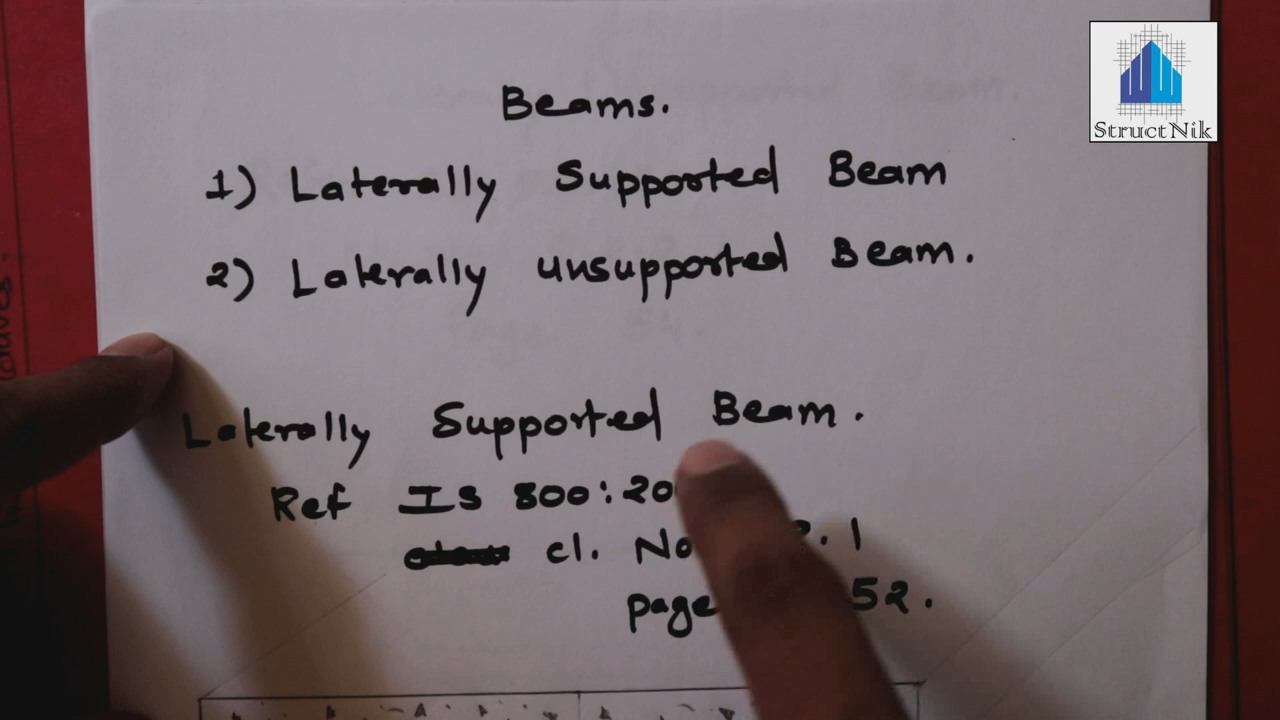 Beams.
1) Laterally Supported Beam
2) Laterally unsupported Beam.
Laterally Supported Beam.
Ref IS 800:20
cl. No . 1
page 52.
StructNik